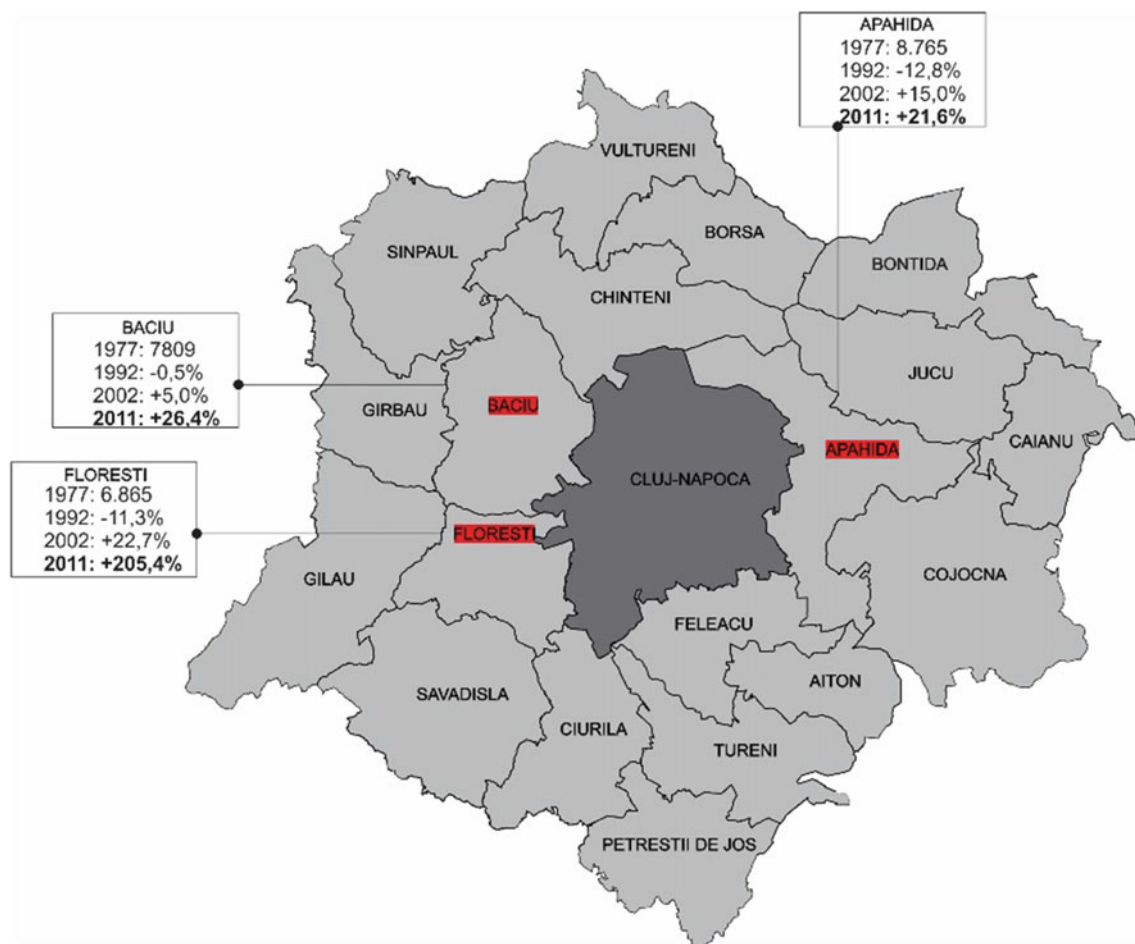 APAHIDA
1977: 8.765
1992: -12,8%
2002: +15,0%
2011: +21,6%
VULTURENI
BORSA
SINPAUL
BONTIDA
CHINTENI
BACIU
1977: 7809
1992: -0,5%
2002: +5,0%
2011: +26,4%
JUCU
GIRBAU
BACIU
CAIANU
APAHIDA
CLUJ-NAPOCA
FLORESTI
1977: 6.865
1992: -11,3%
2002: +22,7%
2011: +205,4%
FLORESTI
GILAU
COJOCNA
FELEACU
AITON
SAVADISLA
CIURILA
TURENI
PETRESTII DE JOS